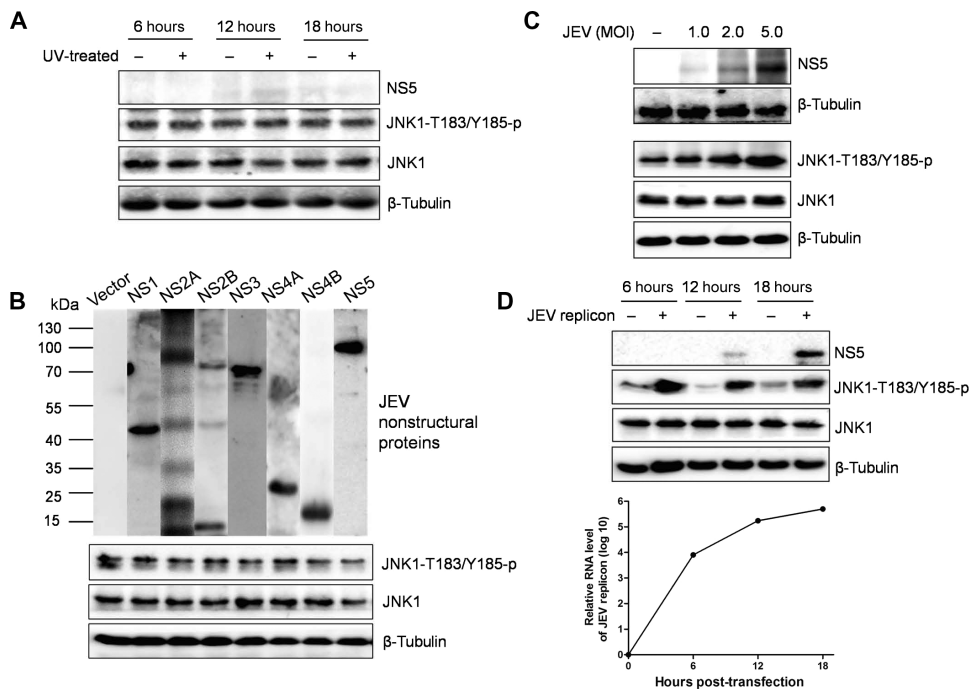 A
6 hours 12 hours 18 hours
UV-treated – + – + – +
NS5
JNK1-T183/Y185-p
JNK1
β-Tubulin
B
kDa Vector NS1 NS2A NS2B NS3 NS4A NS4B NS5
130
100
70
55
40
35
25
15
JEV
nonstructural
proteins
JNK1-T183/Y185-p
JNK1
β-Tubulin
C
JEV (MOI) – 1.0 2.0 5.0
NS5
β-Tubulin
JNK1-T183/Y185-p
JNK1
β-Tubulin
D
6 hours 12 hours 18 hours
JEV replicon – + – + – +
NS5
JNK1-T183/Y185-p
JNK1
β-Tubulin
Relative RNA level
of JEV replicon (log 10)
6
5
4
3
2
1
0
0 6 12 18
Hours post-transfection